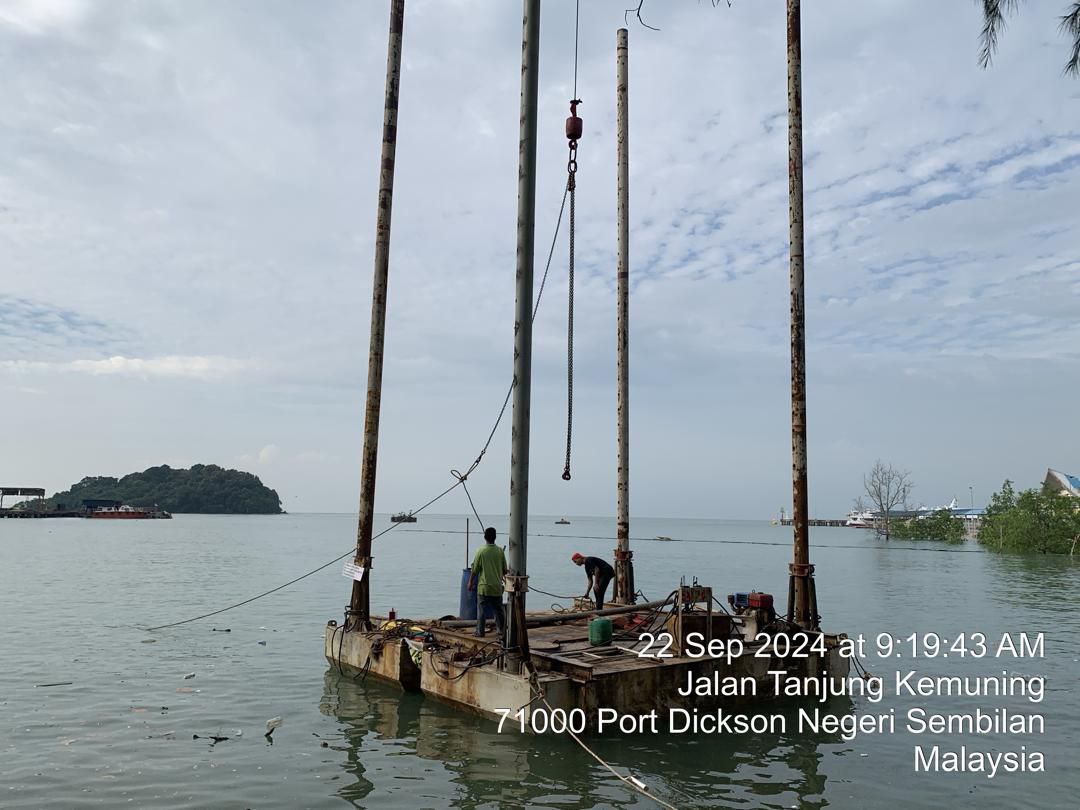 22 Sep 2024 at 9:19:43 AM
Jalan Tanjung Kemuning
71000 Port Dickson Negeri Sembilan
Malaysia